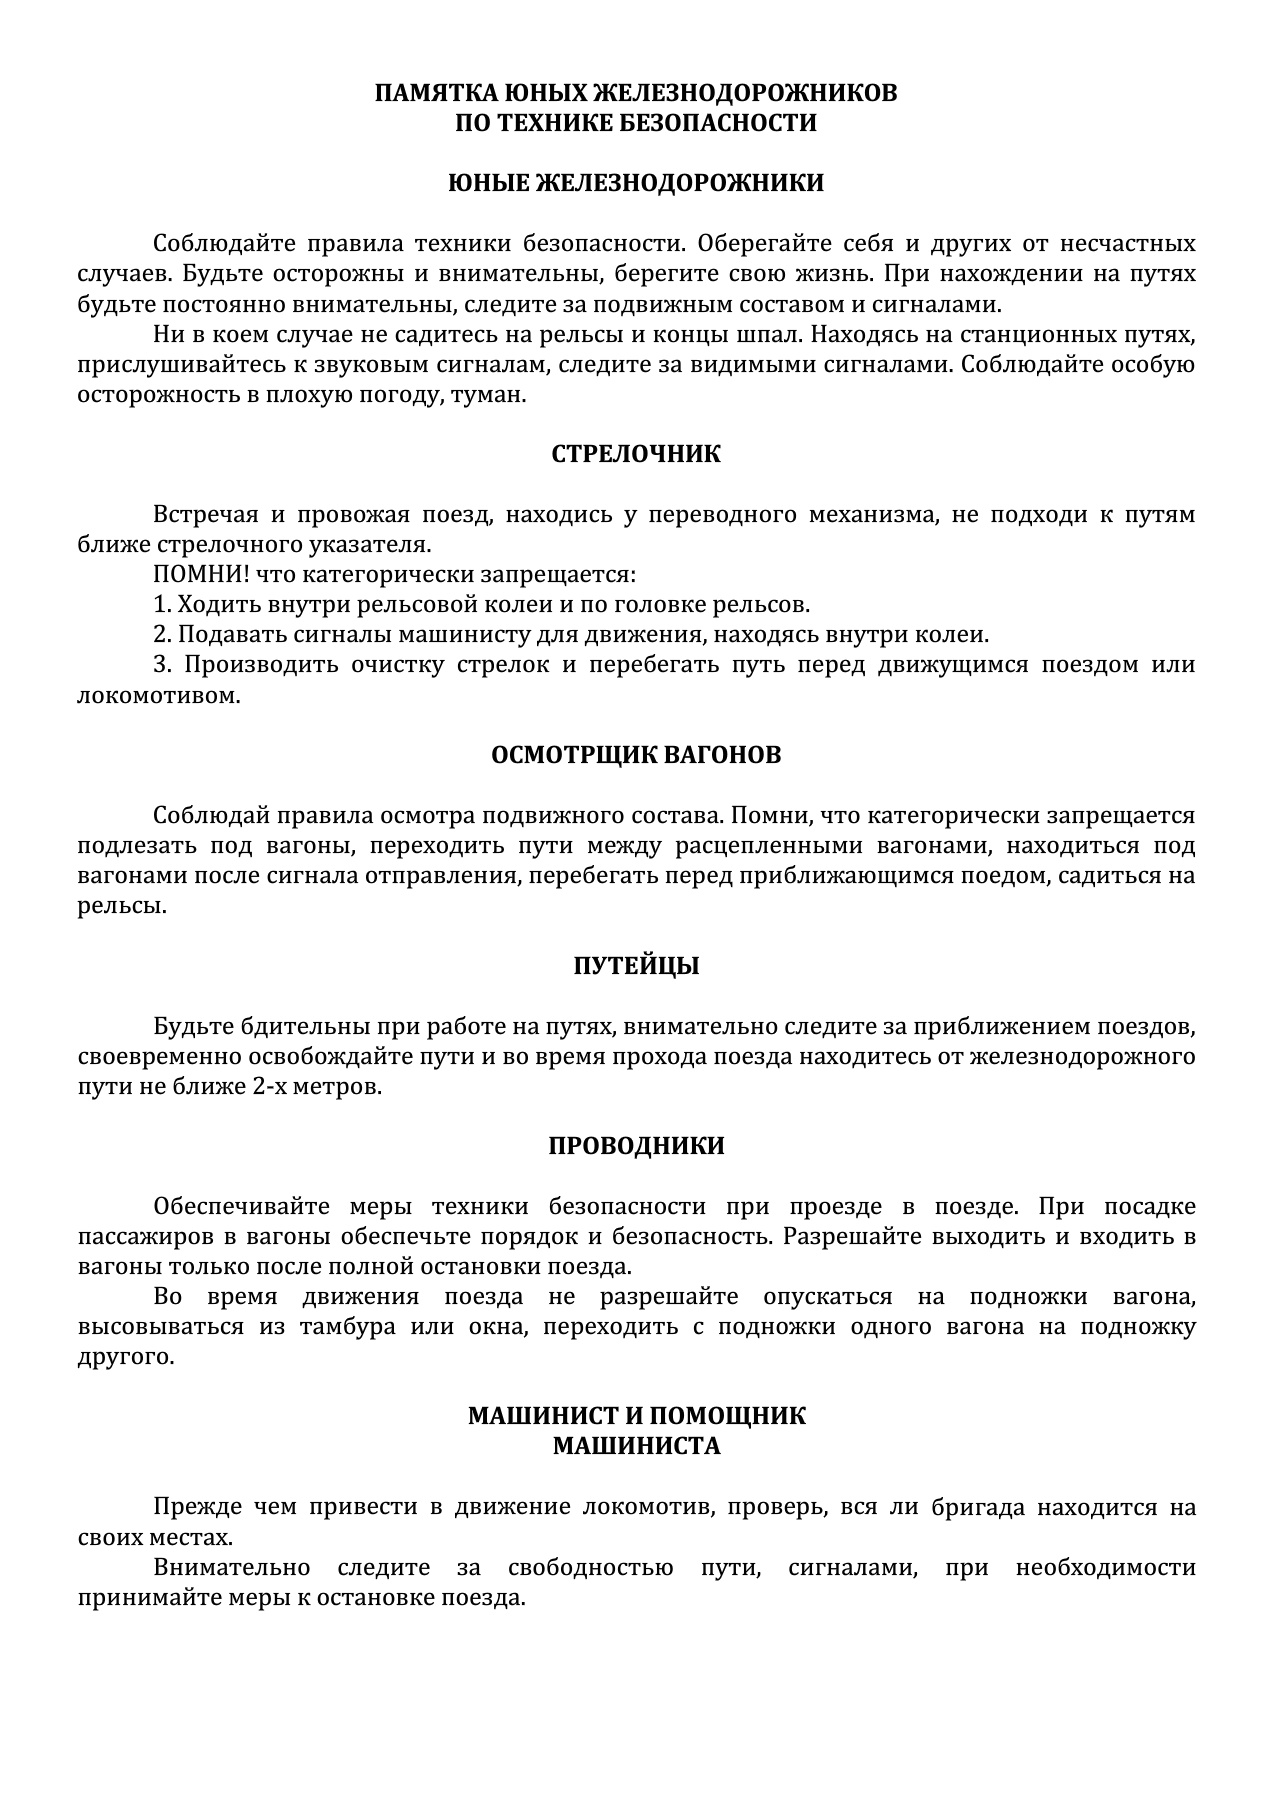 ПАМЯТКА ЮНЫХ ЖЕЛЕЗНОДОРОЖНИКОВ
ПО ТЕХНИКЕ БЕЗОПАСНОСТИ
ЮНЫЕ ЖЕЛЕЗНОДОРОЖНИКИ
Соблюдайте правила техники безопасности. Оберегайте себя и других от несчастных
случаев. Будьте осторожны и внимательны, берегите свою жизнь. При нахождении на путях
будьте постоянно внимательны, следите за подвижным составом и сигналами.
Ни в коем случае не садитесь на рельсы и концы шпал. Находясь на станционных путях,
прислушивайтесь к звуковым сигналам, следите за видимыми сигналами. Соблюдайте особую
осторожность в плохую погоду, туман.
СТРЕЛОЧНИК
Встречая и провожая поезд, находись у переводного механизма, не подходи к путям
ближе стрелочного указателя.
ПОМНИ! что категорически запрещается:
1. Ходить внутри рельсовой колеи и по головке рельсов.
2. Подавать сигналы машинисту для движения, находясь внутри колеи.
3. Производить очистку стрелок и перебегать путь перед движущимся поездом или
локомотивом.
ОСМОТРЩИК ВАГОНОВ
Соблюдай правила осмотра подвижного состава. Помни, что категорически запрещается
подлезать под вагоны, переходить пути между расцепленными вагонами, находиться под
вагонами после сигнала отправления, перебегать перед приближающимся поедом, садиться на
рельсы.
ПУТЕЙЦЫ
Будьте бдительны при работе на путях, внимательно следите за приближением поездов,
своевременно освобождайте пути и во время прохода поезда находитесь от железнодорожного
пути не ближе 2-х метров.
ПРОВОДНИКИ
Обеспечивайте меры техники безопасности при проезде в поезде. При посадке
пассажиров в вагоны обеспечьте порядок и безопасность. Разрешайте выходить и входить в
вагоны только после полной остановки поезда.
Во время движения поезда не разрешайте опускаться на подножки вагона,
высовываться из тамбура или окна, переходить с подножки одного вагона на подножку
другого.
МАШИНИСТ И ПОМОЩНИК
МАШИНИСТА
Прежде чем привести в движение локомотив, проверь, вся ли бригада находится на
своих местах.
Внимательно следите за свободностью пути, сигналами, при необходимости
принимайте меры к остановке поезда.